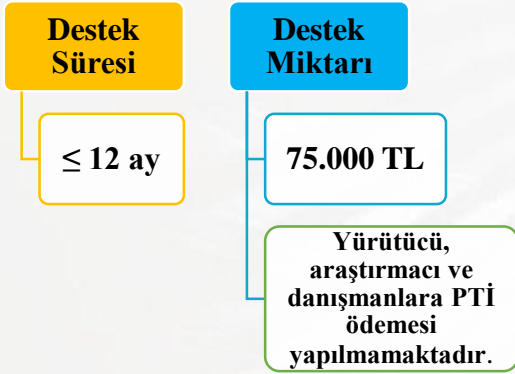 Destek
Süresi
≤ 12 ay
Destek
Miktarı
75.000 TL
Yürütücü,
araştırmacı ve
danışmanlara PTİ
ödemesi
yapılmamaktadır.